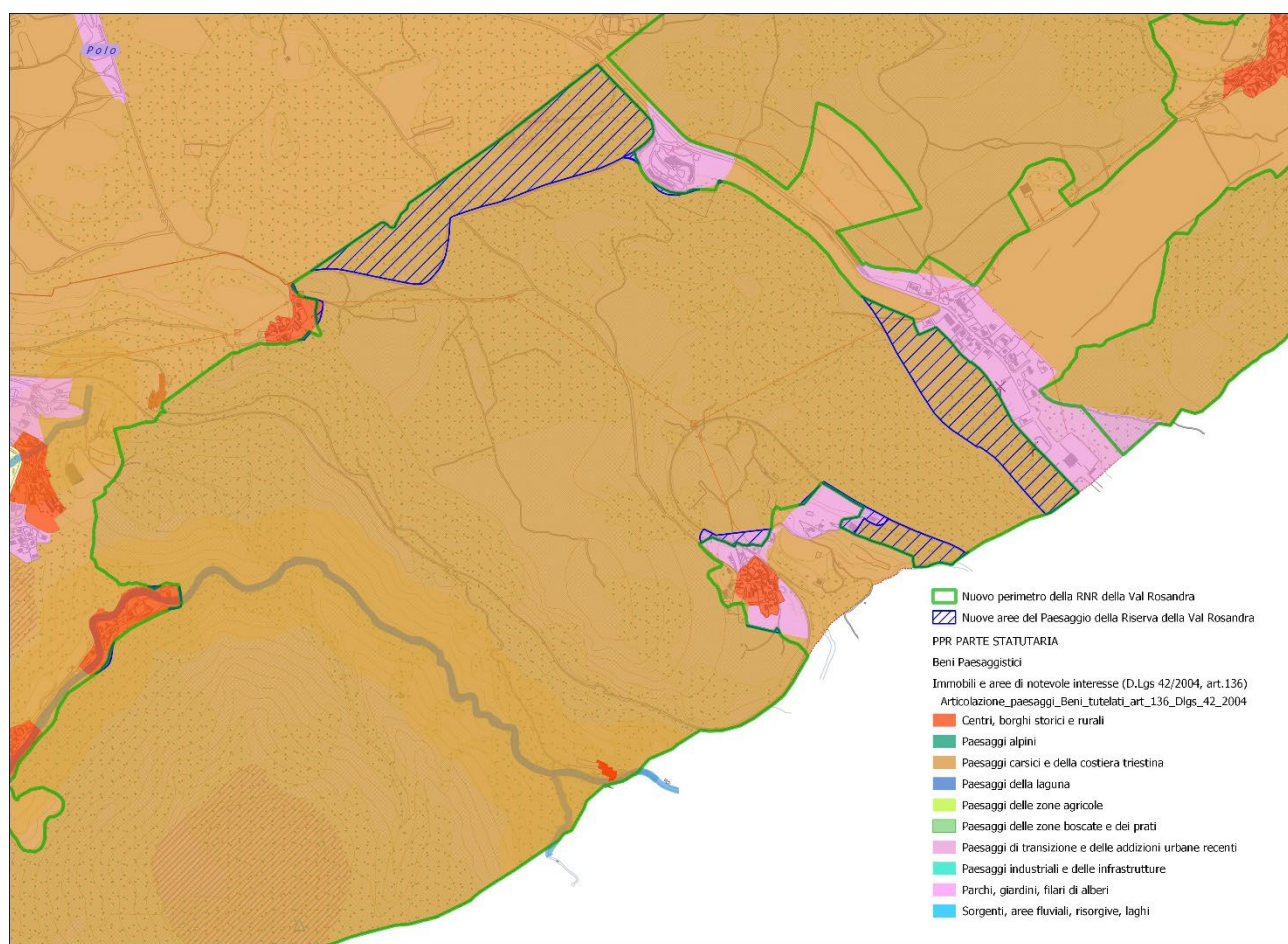 Polo
Nuovo perimetro della RNR della Val Rosandra
Nuove aree del Paesaggio della Riserva della Val Rosandra
PPR PARTE STATUTARIA
Beni Paesaggistici
Immobili e aree di notevole interesse (D.Lgs 42/2004, art.136)
Articolazione_paesaggi_Beni_tutelati_art_136_Dlgs_42_2004
Centri, borghi storici e rurali
Paesaggi alpini
Paesaggi carsici e della costiera triestina
Paesaggi della laguna
Paesaggi delle zone agricole
Paesaggi delle zone boscate e dei prati
Paesaggi di transizione e delle addizioni urbane recenti
Paesaggi industriali e delle infrastrutture
Parchi, giardini, filari di alberi
Sorgenti, aree fluviali, risorgive, laghi